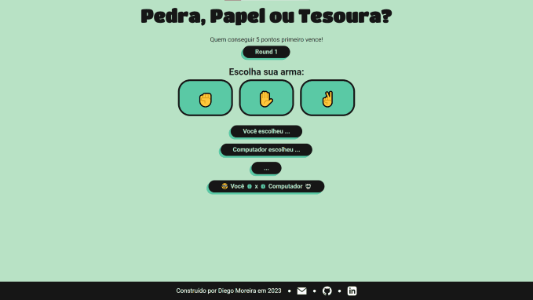 Pedra, Papel ou Tesoura?
Quem conseguir 5 pontos primeiro vence!
Round 1
Escolha sua arma:
Você escolheu ...
Computador escolheu ...
...
Você 0 x 0 Computador
Construído por Diego Moreira em 2023